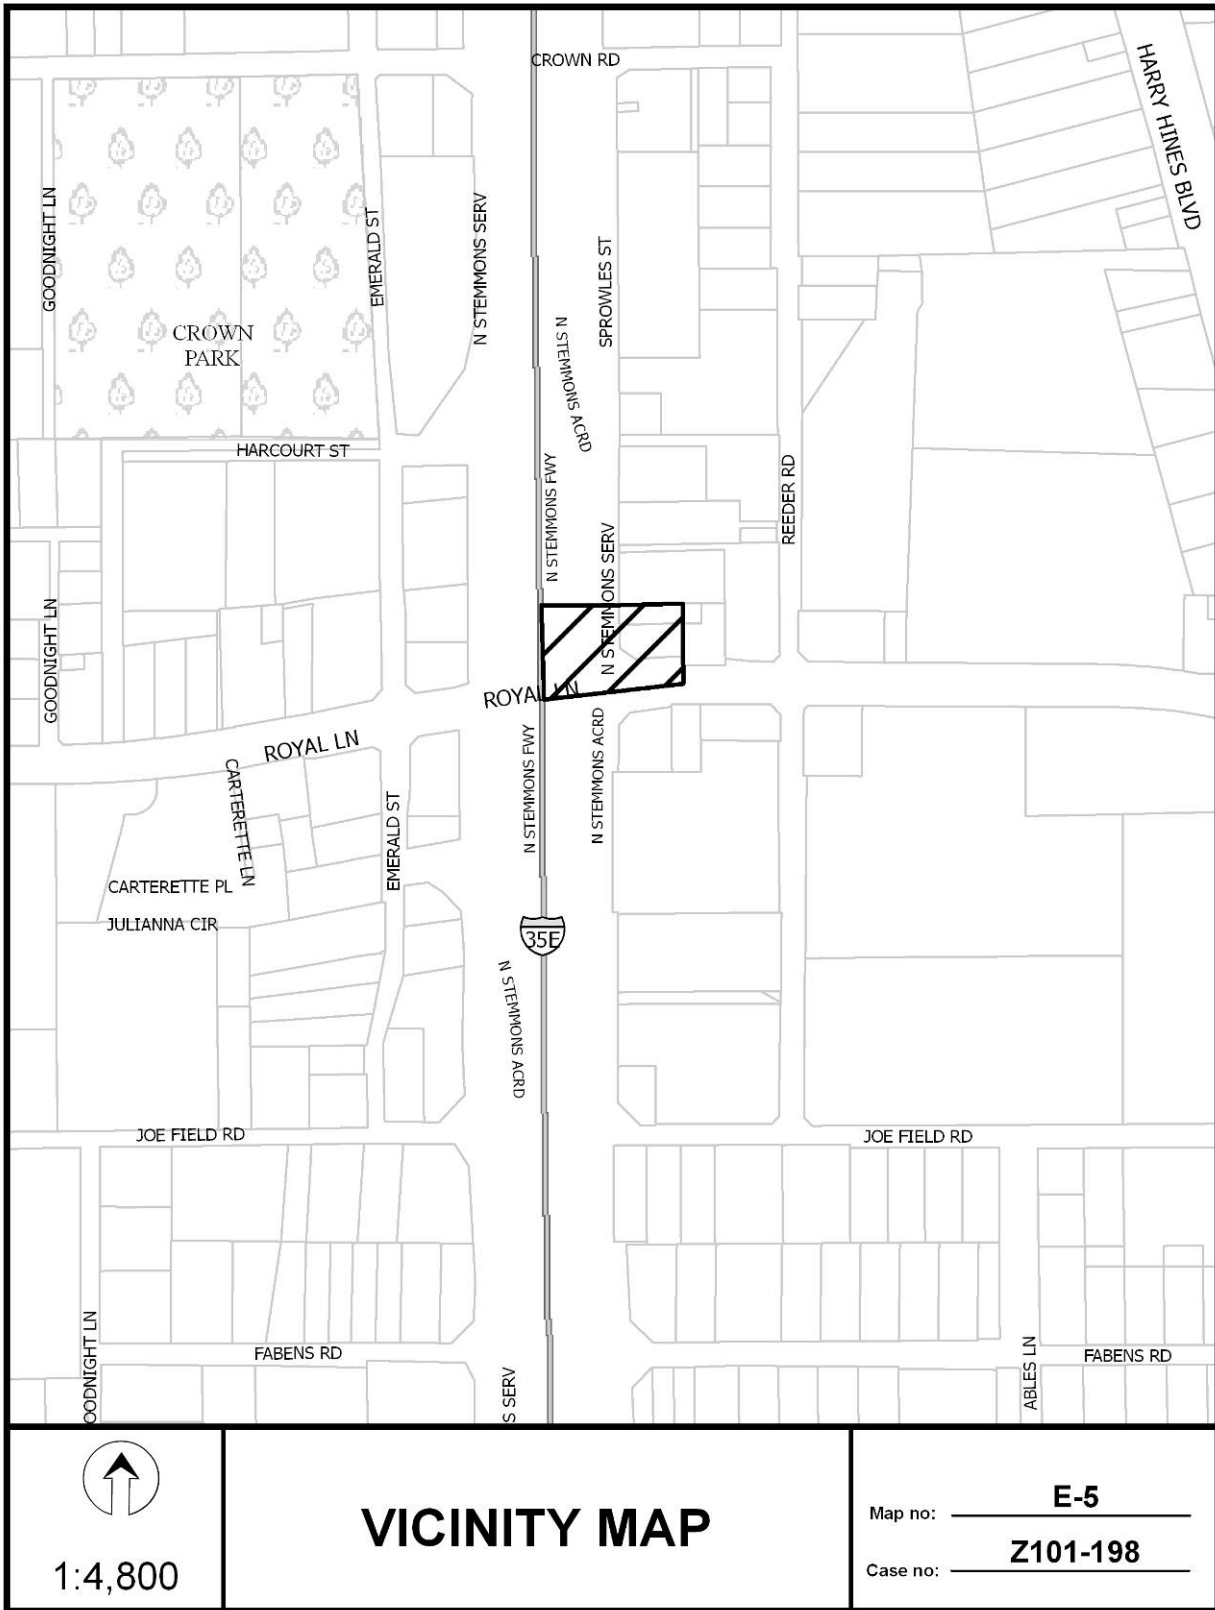 CROWN RD
HARRY HINES BLVD
GOODNIGHT LN
EMERALD ST
N STEMMONS SERV
SPROWLES ST
N STEMMONS ACRD
CROWN
PARK
HARCOURT ST
N STEMMONS FWY
REEDER RD
N STEMMONS SERV
GOODNIGHT LN
ROYAL LN
ROYAL LN
N STEMMONS FWY
N STEMMONS ACRD
CARTERETTE LN
EMERALD ST
CARTERETTE PL
JULIANNA CIR
35E
N STEMMONS ACRD
JOE FIELD RD
JOE FIELD RD
OODNIGHT LN
FABENS RD
S SERV
ABLES LN
FABENS RD
1:4,800
VICINITY MAP
Map no: E-5
Case no: Z101-198